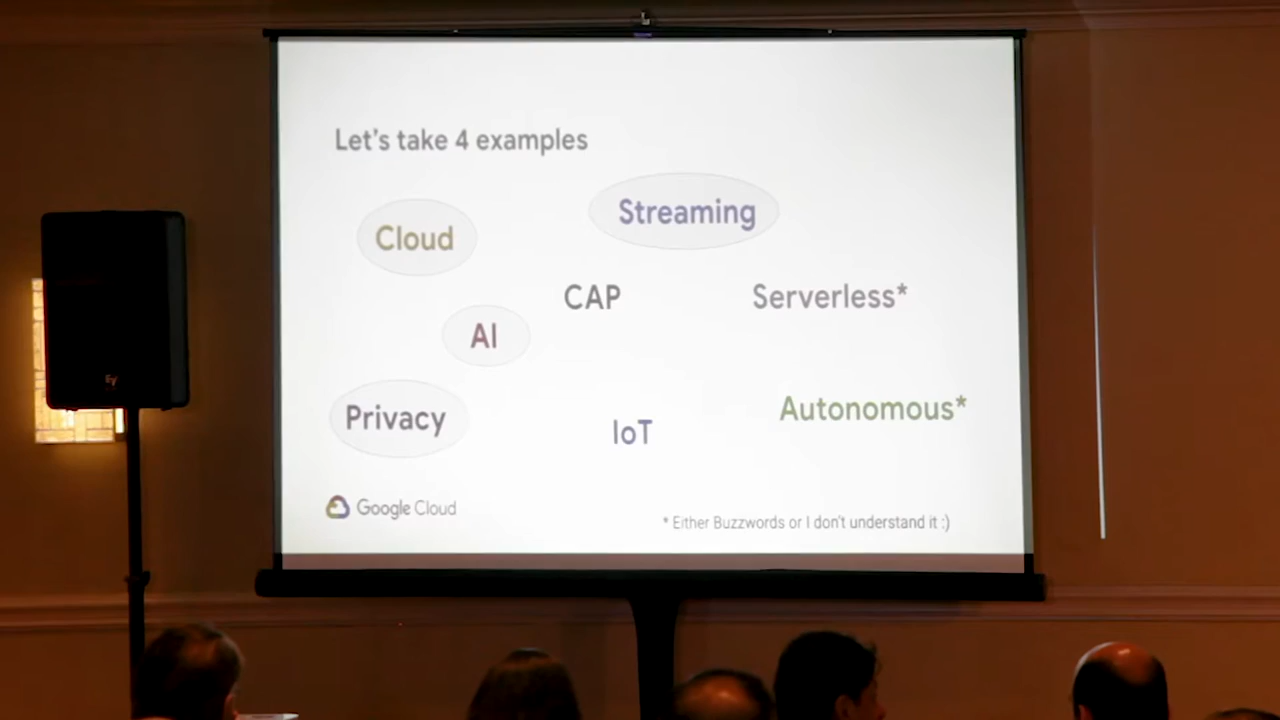 Let's take 4 examples
Streaming
Cloud
CAP
Serverless*
AI
Privacy
IoT
Autonomous*
Google Cloud
* Either Buzzwords or I don't understand it :)
EV